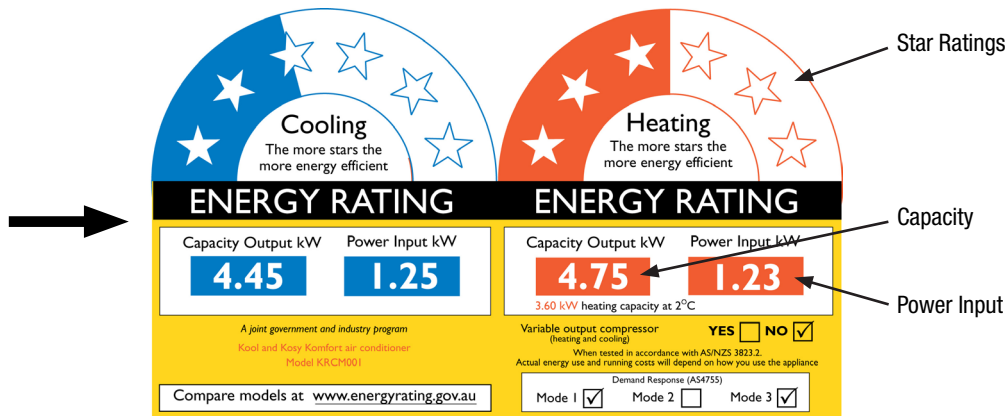 Cooling
The more stars the
more energy efficient
Heating
The more stars the
more energy efficient
Star Ratings
ENERGY RATING
ENERGY RATING
Capacity Output kW
Power Input kW
4.45
1.25
Capacity Output kW
Power Input kW
4.75
1.23
3.60 kW heating capacity at 2°C
Capacity
Power Input
A joint government and industry program
Kool and Kosy Komfort air conditioner
Model KRCM001
Compare models at www.energyrating.gov.au
Variable output compressor
(heating and cooling)
YES NO
When tested in accordance with AS/NZS 3823.2.
Actual energy use and running costs will depend on how you use the appliance
Demand Response (AS4755)
Mode 1 Mode 2 Mode 3